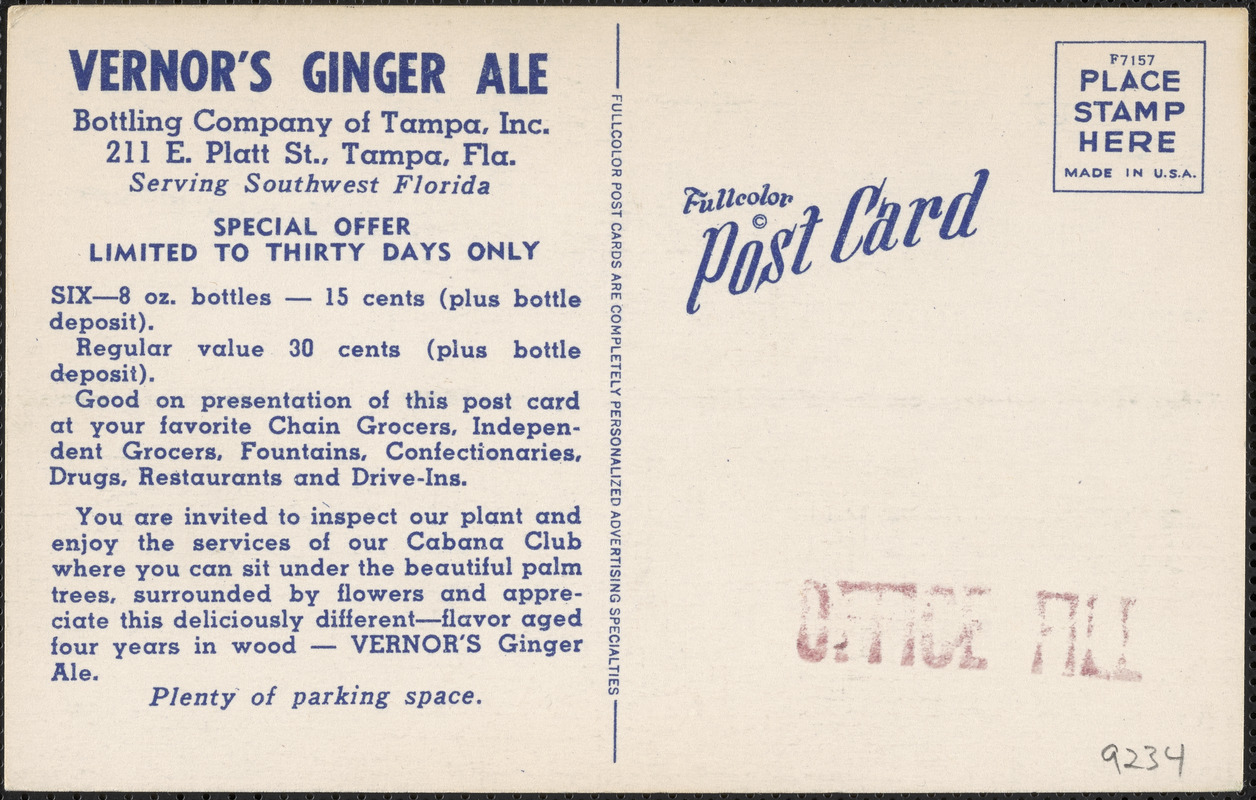 VERNOR'S GINGER ALE
Bottling Company of Tampa, Inc.
211 E. Platt St., Tampa, Fla.
Serving Southwest Florida
SPECIAL OFFER
LIMITED TO THIRTY DAYS ONLY
SIX—8 oz. bottles — 15 cents (plus bottle
deposit).
Regular value 30 cents (plus bottle
deposit).
Good on presentation of this post card
at your favorite Chain Grocers, Indepen-
dent Grocers, Fountains, Confectionaries,
Drugs, Restaurants and Drive-Ins.
You are invited to inspect our plant and
enjoy the services of our Cabana Club
where you can sit under the beautiful palm
trees, surrounded by flowers and appre-
ciate this deliciously different—flavor aged
four years in wood — VERNOR'S Ginger
Ale.
Plenty of parking space.
FULLCOLOR POST CARDS ARE COMPLETELY PERSONALIZED ADVERTISING SPECIALTIES
Fullcolor
©
Post Card
F7157
PLACE
STAMP
HERE
MADE IN U.S.A.
OFFICE FILE
9234